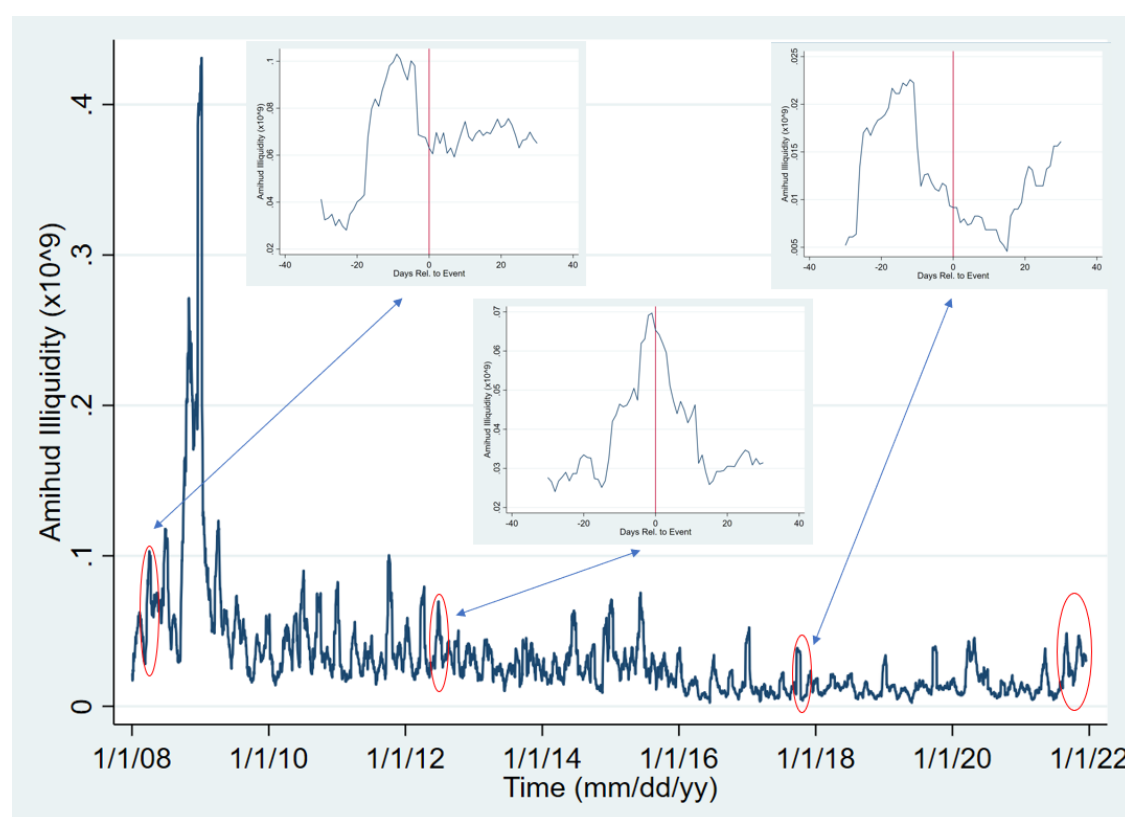 Amihud Illiquidity (x10^9)
.4
.3
.2
.1
0
1/1/08 1/1/10 1/1/12 1/1/14 1/1/16 1/1/18 1/1/20 1/1/22
Time (mm/dd/yy)
Amihud Illiquidity (x10^9)
.1
.08
.06
.04
.02
-40 -20 0 20 40
Days Rel. to Event
Amihud Illiquidity (x10^9)
.025
.02
.015
.01
.005
-40 -20 0 20 40
Days Rel. to Event
Amihud Illiquidity (x10^9)
.07
.06
.05
.04
.03
.02
-40 -20 0 20 40
Days Rel. to Event